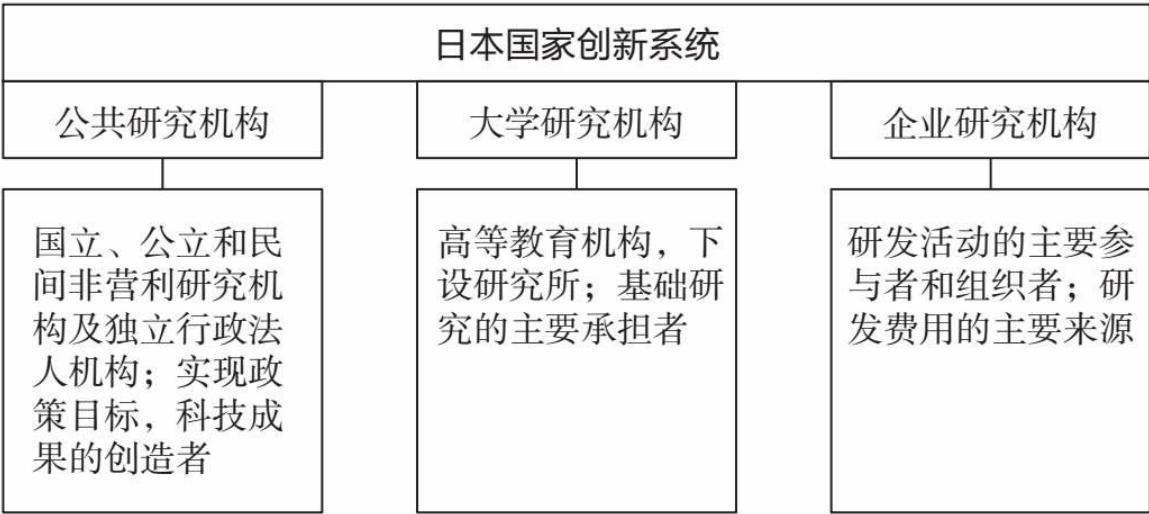 日本国家创新系统
公共研究机构
大学研究机构
企业研究机构
国立、公立和民
间非营利研究机
构及独立行政法
人机构；实现政
策目标，科技成
果的创造者
高等教育机构，下
设研究所；基础研
究的主要承担者
研发活动的主要参
与者和组织者；研
发费用的主要来源